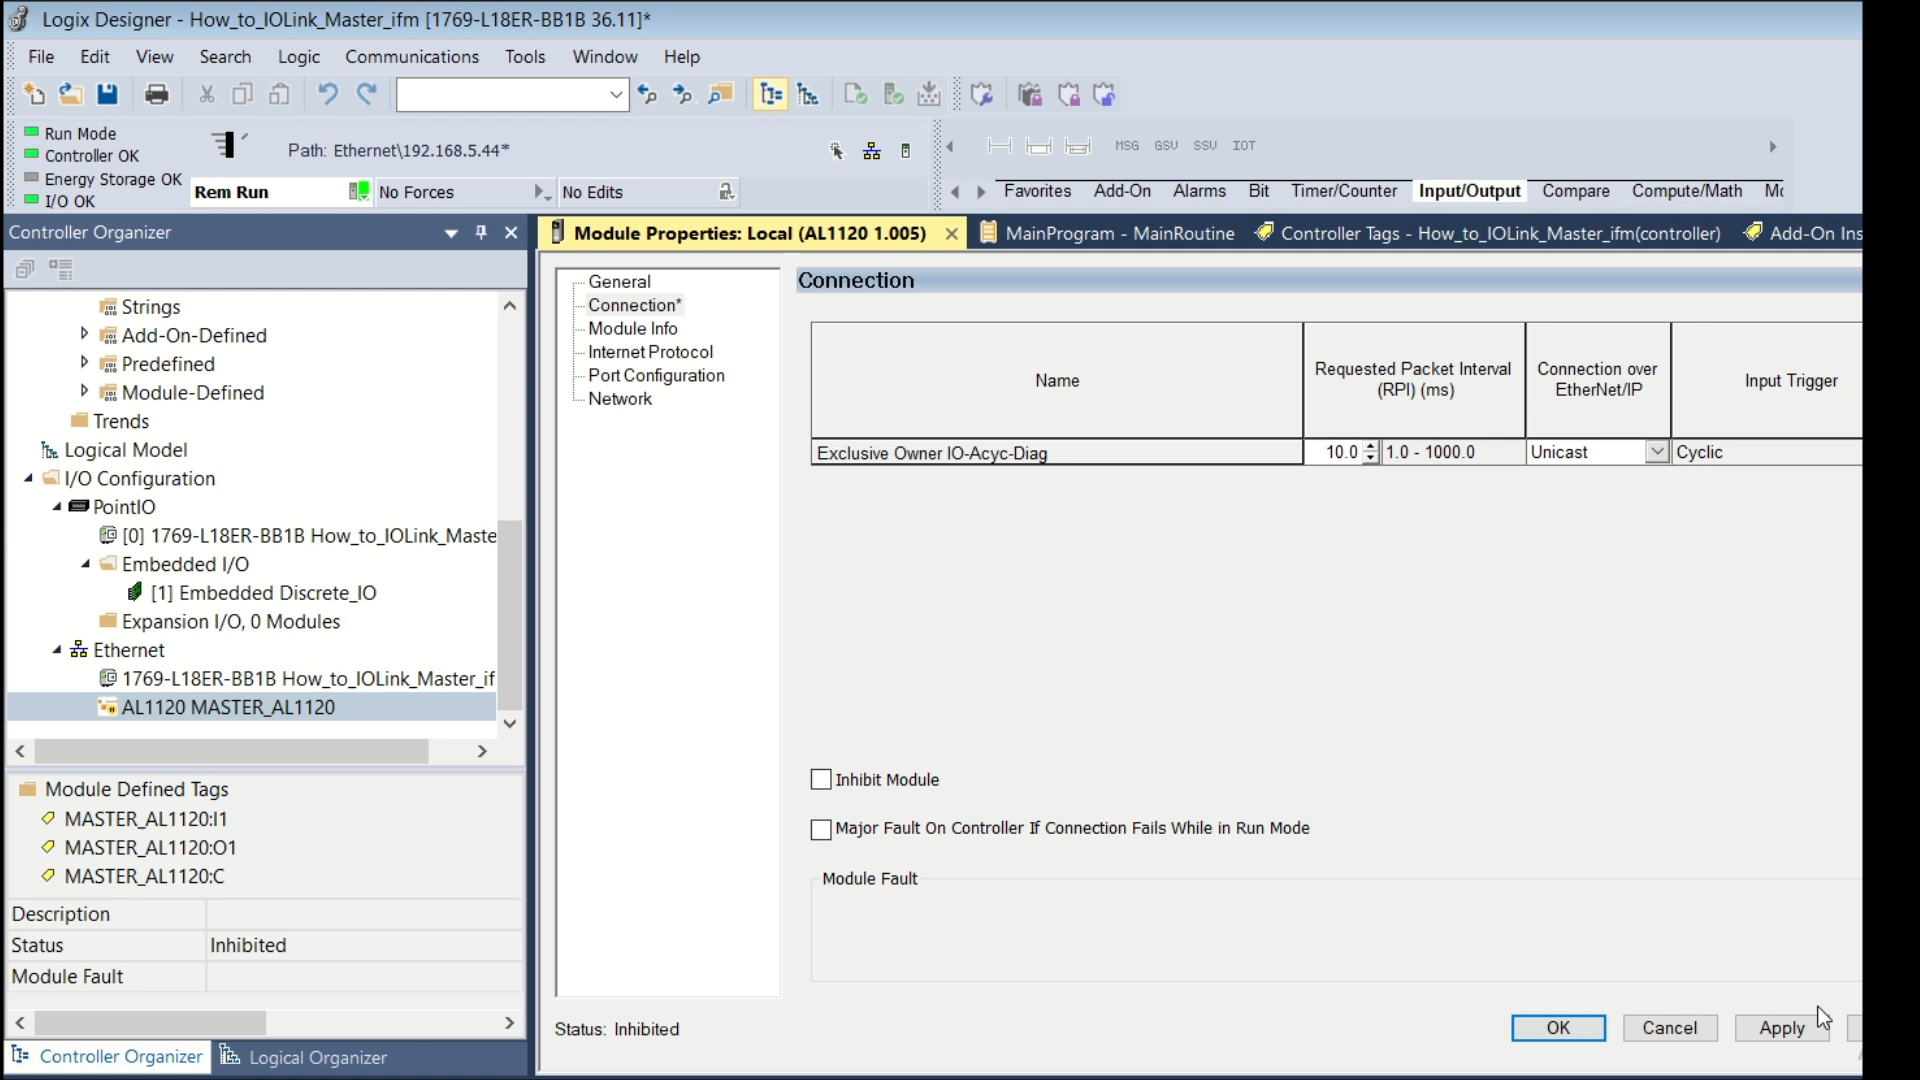 Logix Designer - How_to_IOLink_Master_ifm [1769-L18ER-BB1B 36.11]*
File Edit View Search Logic Communications Tools Window Help
Run Mode
Controller OK
Energy Storage OK
I/O OK
Path: Ethernet\192.168.5.44*
Rem Run No Forces No Edits
MSG GSV SSV IOT
Favorites Add-On Alarms Bit Timer/Counter Input/Output Compare Compute/Math Mc
Controller Organizer
Module Properties: Local (AL1120 1.005) MainProgram - MainRoutine Controller Tags - How_to_IOLink_Master_ifm(controller) Add-On Ins
Strings
Add-On-Defined
Predefined
Module-Defined
Trends
Logical Model
I/O Configuration
PointIO
[0] 1769-L18ER-BB1B How_to_IOLink_Maste
Embedded I/O
[1] Embedded Discrete_IO
Expansion I/O, 0 Modules
Ethernet
1769-L18ER-BB1B How_to_IOLink_Master_if
AL1120 MASTER_AL1120
Module Defined Tags
MASTER_AL1120:I1
MASTER_AL1120:O1
MASTER_AL1120:C
Description
Status Inhibited
Module Fault
Controller Organizer Logical Organizer
General
Connection*
Module Info
Internet Protocol
Port Configuration
Network
Connection
Name
Requested Packet Interval
(RPI) (ms)
Connection over
EtherNet/IP
Input Trigger
Exclusive Owner IO-Acyc-Diag 10.0 1.0 - 1000.0 Unicast Cyclic
Inhibit Module
Major Fault On Controller If Connection Fails While in Run Mode
Module Fault
Status: Inhibited
OK Cancel Apply